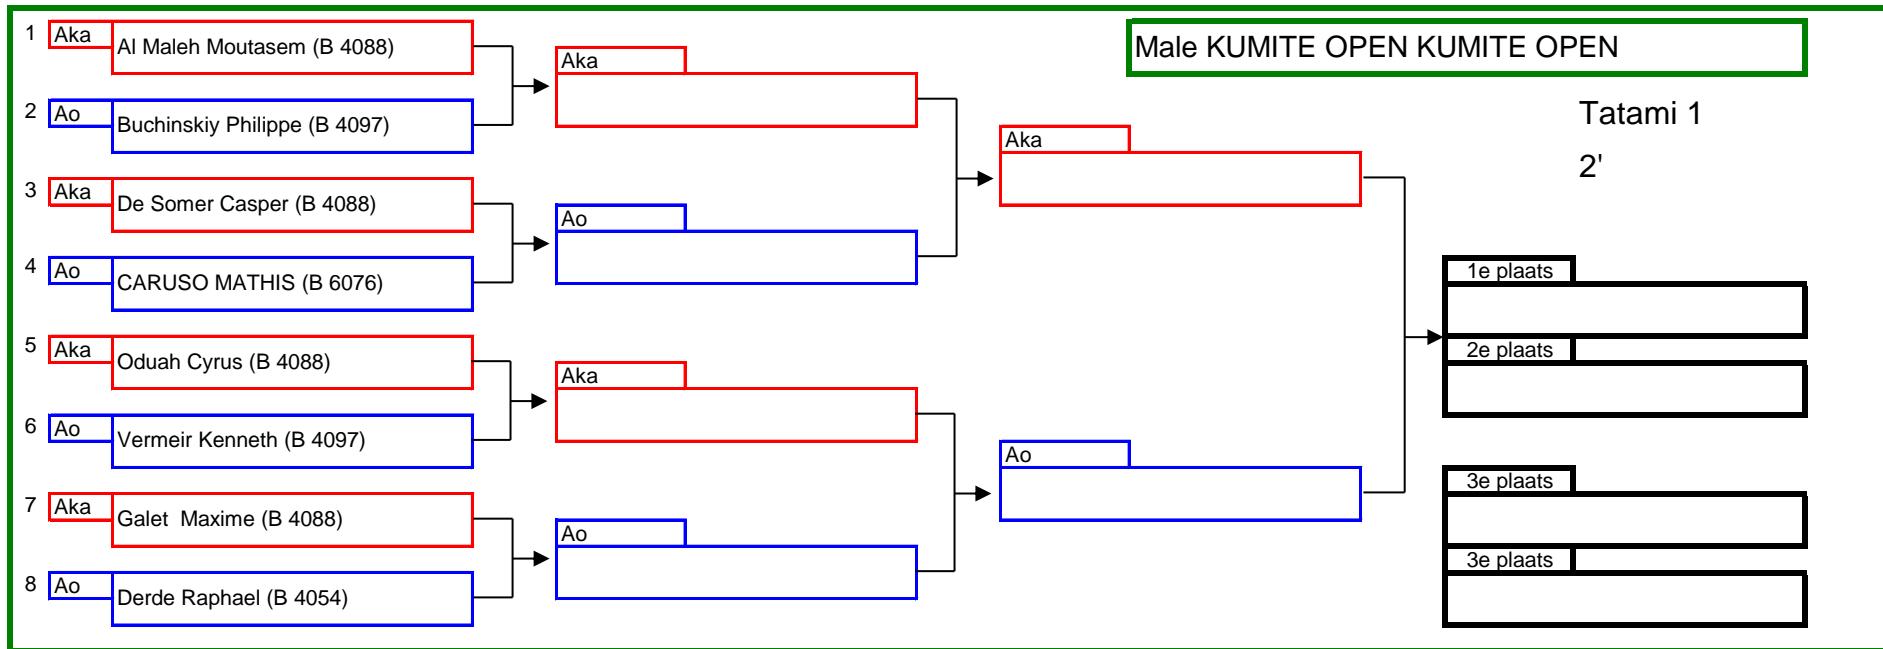 Male KUMITE OPEN KUMITE OPEN
Tatami 1
2'
1 Aka
Al Maleh Moutasem (B 4088)
2 Ao
Buchinskiy Philippe (B 4097)
3 Aka
De Somer Casper (B 4088)
4 Ao
CARUSO MATHIS (B 6076)
5 Aka
Oduah Cyrus (B 4088)
6 Ao
Vermeir Kenneth (B 4097)
7 Aka
Galet  Maxime (B 4088)
8 Ao
Derde Raphael (B 4054)
Aka
Ao
Aka
Ao
Aka
Ao
1e plaats
2e plaats
3e plaats
3e plaats